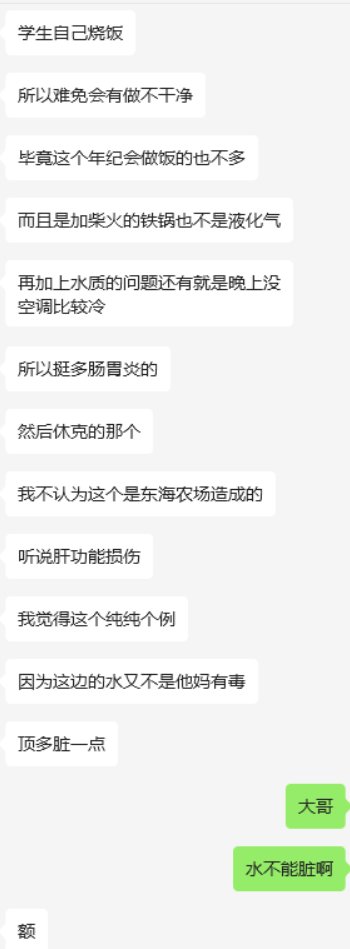 学生自己烧饭
所以难免会有做不干净
毕竟这个年纪会做饭的也不多
而且是加柴火的铁锅也不是液化气
再加上水质的问题还有就是晚上没
空调比较冷
所以挺多肠胃炎的
然后休克的那个
我不认为这个是东海农场造成的
听说肝功能损伤
我觉得这个纯纯个例
因为这边的水又不是他妈有毒
顶多脏一点
大哥
水不能脏啊
额